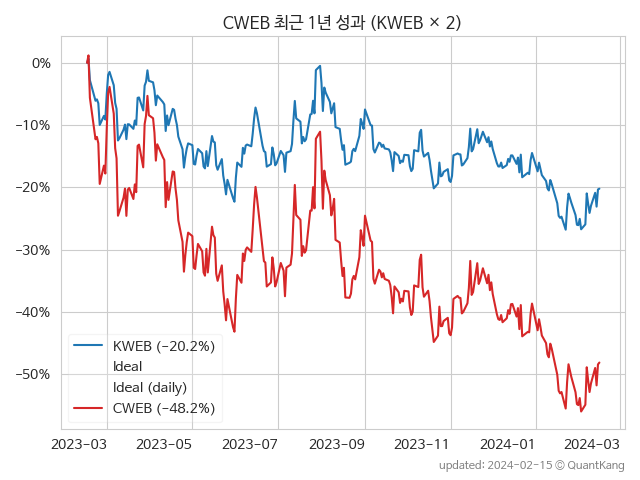 CWEB 최근 1년 성과 (KWEB × 2)
0%
−10%
−20%
−30%
−40%
−50%
KWEB (−20.2%)
Ideal
Ideal (daily)
CWEB (−48.2%)
2023−03 2023−05 2023−07 2023−09 2023−11 2024−01 2024−03
updated: 2024−02−15 © QuantKang